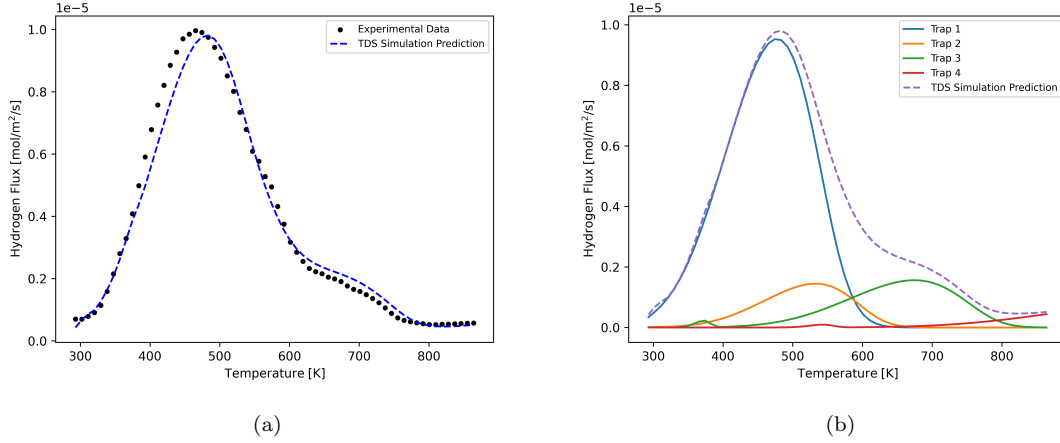 1e−5
Experimental Data
TDS Simulation Prediction
1.0
0.8
0.6
0.4
0.2
0.0
Hydrogen Flux [mol/m²/s]
300 400 500 600 700 800
Temperature [K]
(a)
1e−5
Trap 1
Trap 2
Trap 3
Trap 4
TDS Simulation Prediction
1.0
0.8
0.6
0.4
0.2
0.0
Hydrogen Flux [mol/m²/s]
300 400 500 600 700 800
Temperature [K]
(b)